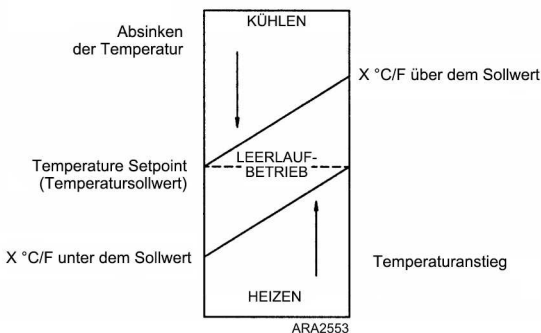 KÜHLEN
Absinken
der Temperatur
X °C/F über dem Sollwert
Temperature Setpoint
(Temperatursollwert)
LEERLAUF-
BETRIEB
X °C/F unter dem Sollwert
Temperaturanstieg
HEIZEN
ARA2553